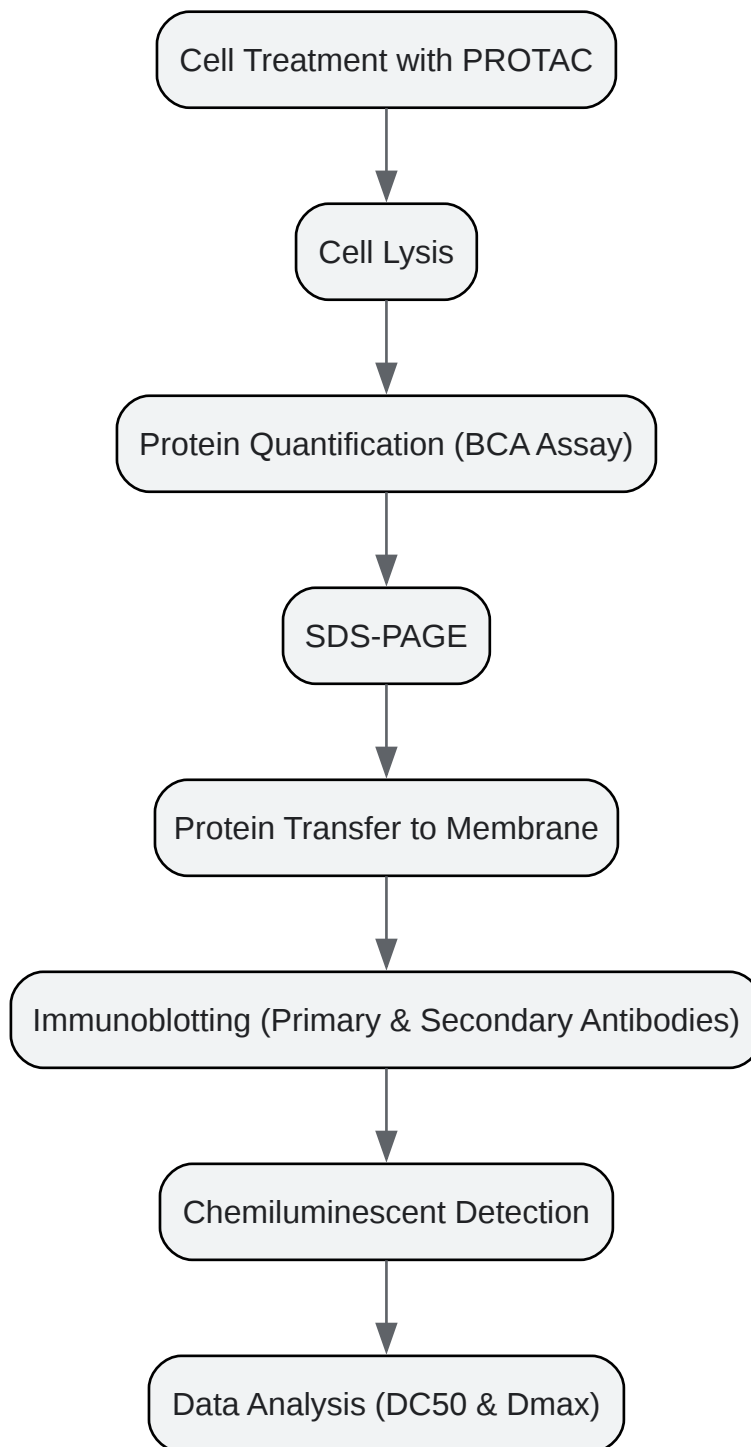 Cell Treatment with PROTAC
Cell Lysis
Protein Quantification (BCA Assay)
SDS-PAGE
Protein Transfer to Membrane
Immunoblotting (Primary & Secondary Antibodies)
Chemiluminescent Detection
Data Analysis (DC50 & Dmax)